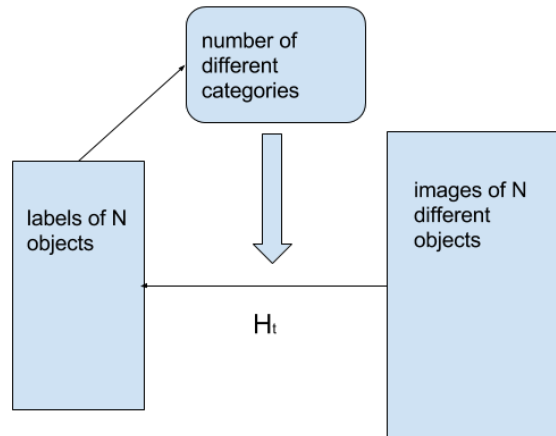 number of
different
categories
labels of N
objects
images of N
different
objects
Ht